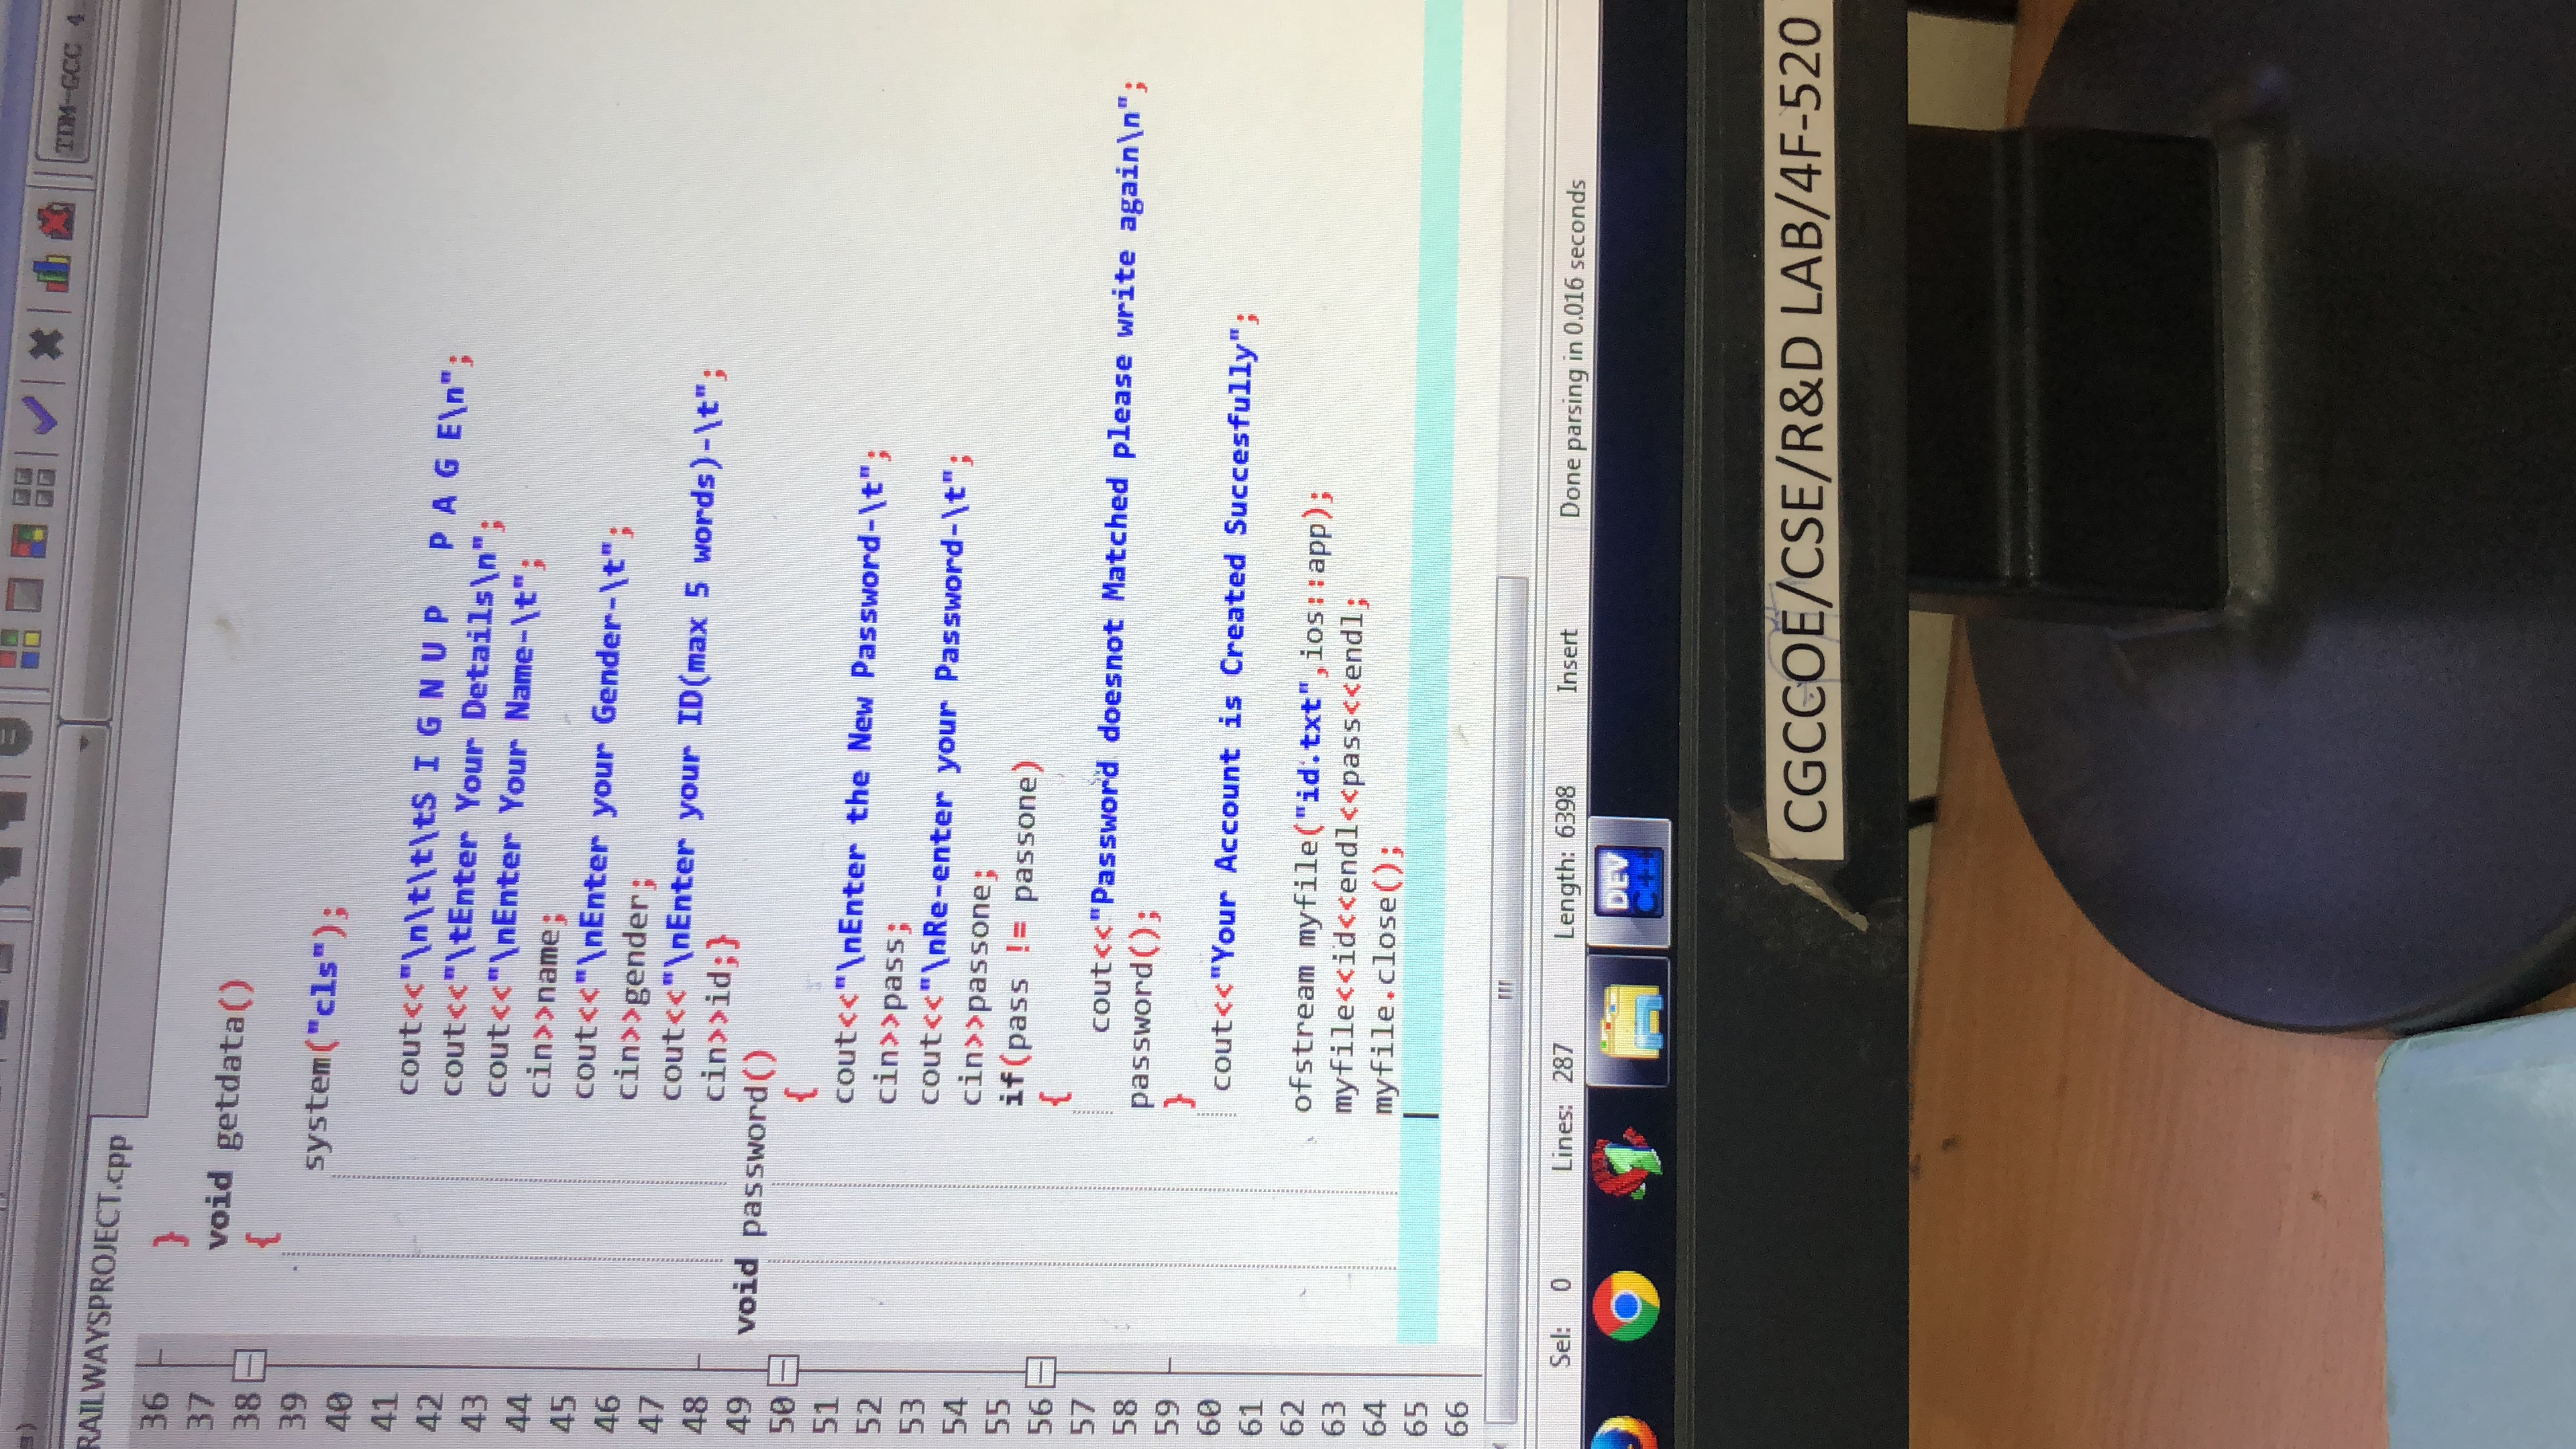 s)
TDM-GCC 4
RAILWAYSPROJECT.cpp
36 }
37 void getdata()
38 {
39
40 system("cls");
41
42 cout<<"\n\t\t\tS I G N U P   P A G E\n";
43 cout<<"\tEnter Your Details\n";
44 cout<<"\nEnter Your Name-\t";
45 cin>>name;
46 cout<<"\nEnter your Gender-\t";
47 cin>>gender;
48 cout<<"\nEnter your ID(max 5 words)-\t";
cin>>id;}
49 void password()
50 {
51 cout<<"\nEnter the New Password-\t";
52 cin>>pass;
53 cout<<"\nRe-enter your Password-\t";
54 cin>>passone;
55 if(pass != passone)
56 {
57 cout<<"Password doesnot Matched please write again\n";
58 password();
59 }
60 cout<<"Your Account is Created Succesfully";
61
62 ofstream myfile("id.txt",ios::app);
63 myfile<<id<<endl<<pass<<endl;
64 myfile.close();
65
66
Sel: 0 Lines: 287 Length: 6398 Insert Done parsing in 0.016 seconds
DEV
C++
CGCCOE/CSE/R&D LAB/4F-520